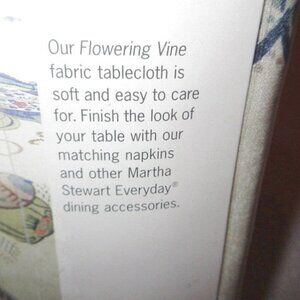 Our Flowering Vine
fabric tablecloth is
soft and easy to care
for. Finish the look of
your table with our
matching napkins
and other Martha
Stewart Everyday®
dining accessories.